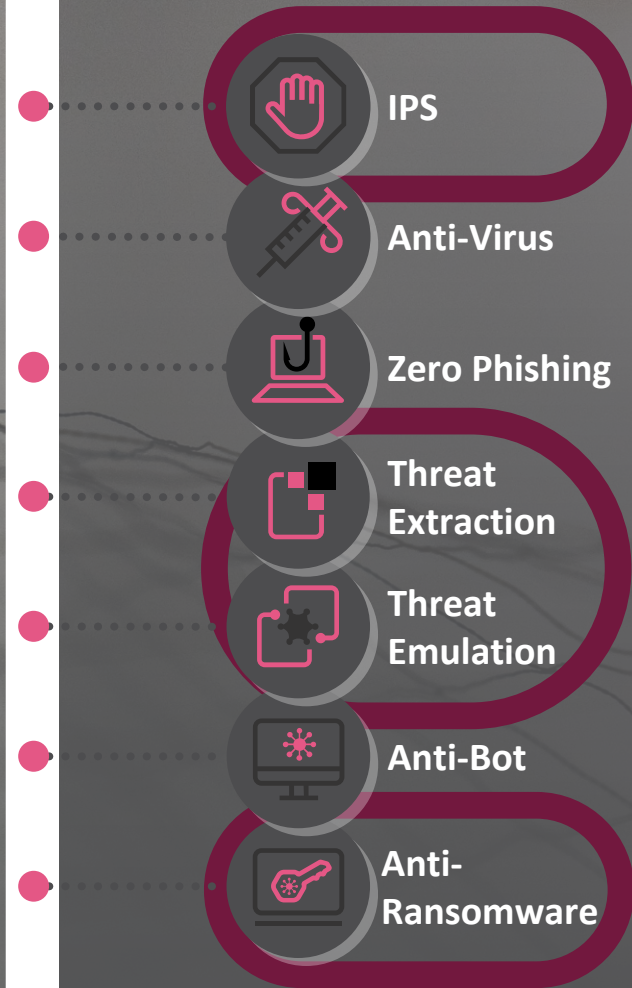 IPS
Anti-Virus
Zero Phishing
Threat
Extraction
Threat
Emulation
Anti-Bot
Anti-
Ransomware